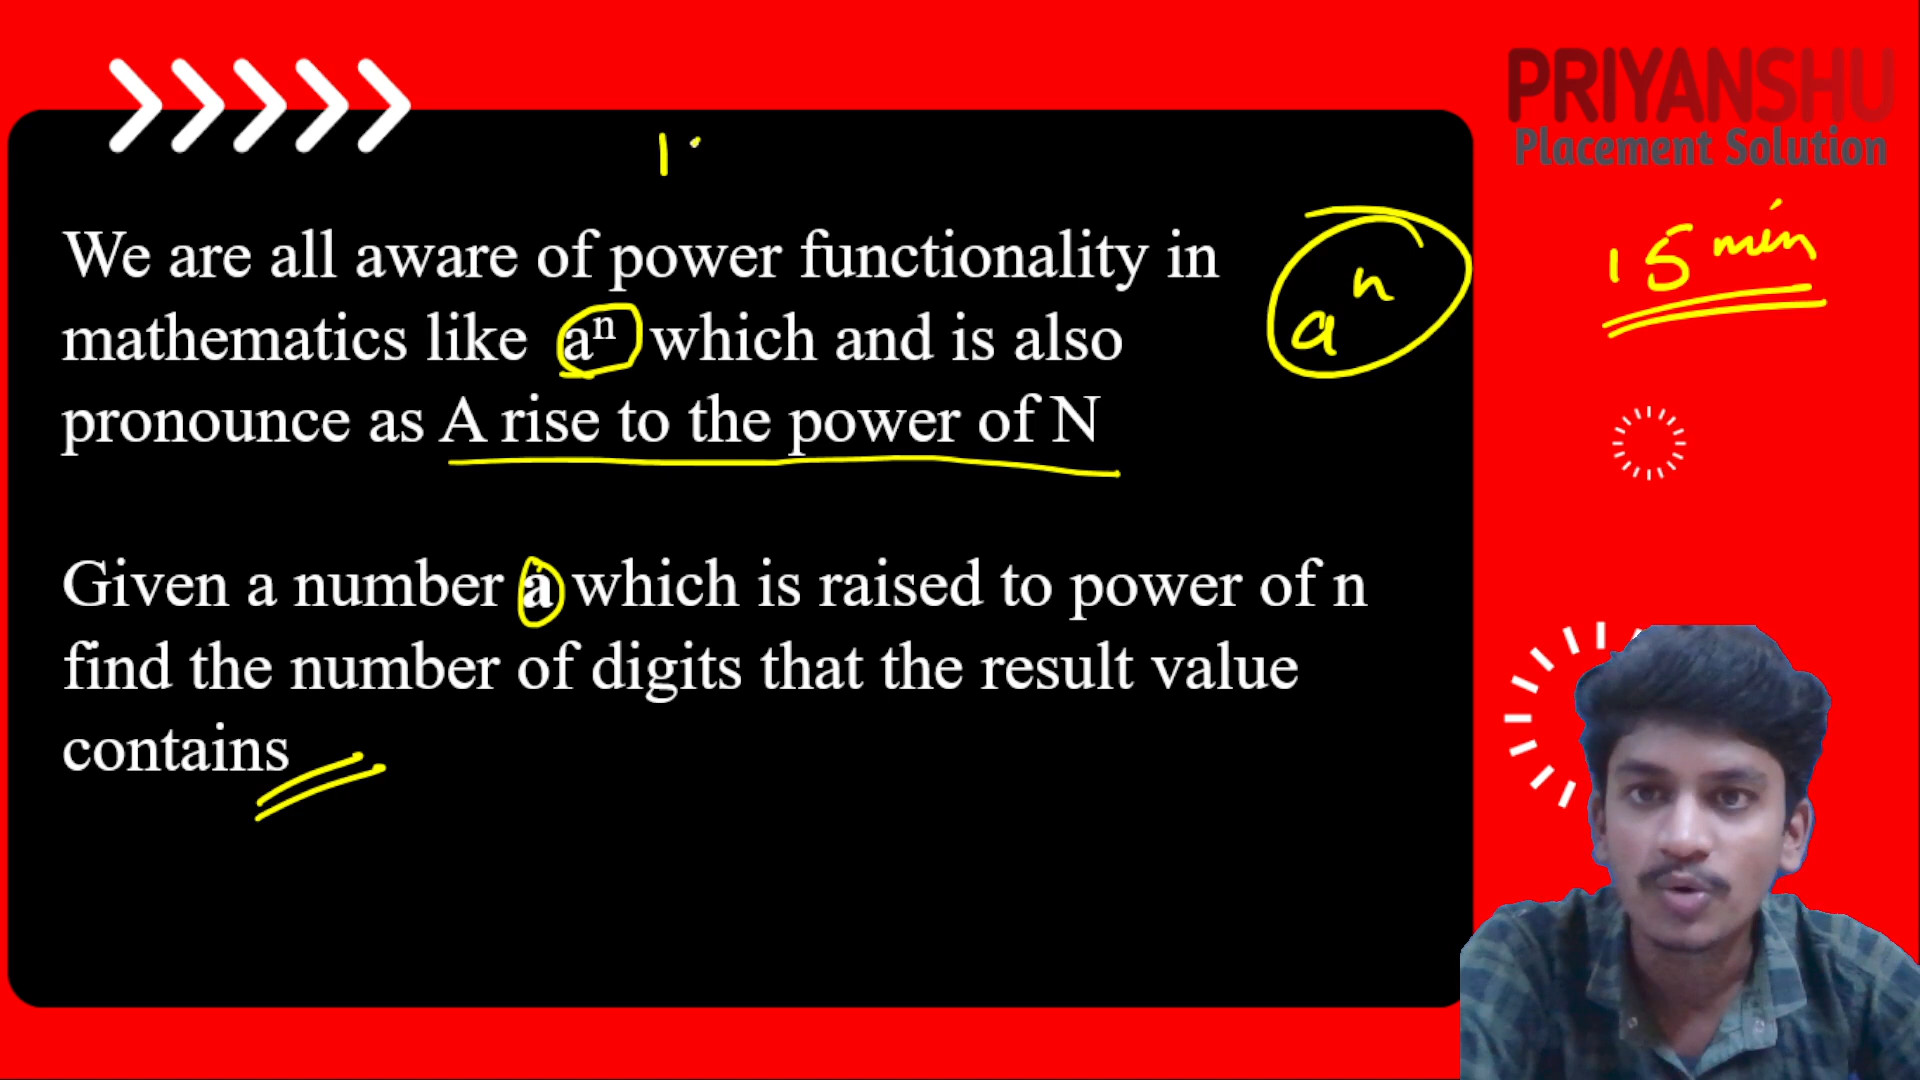 PRIYANSHU
Placement Solution
15 min
We are all aware of power functionality in
mathematics like aⁿ which and is also
pronounce as A rise to the power of N
aⁿ
Given a number a which is raised to power of n
find the number of digits that the result value
contains